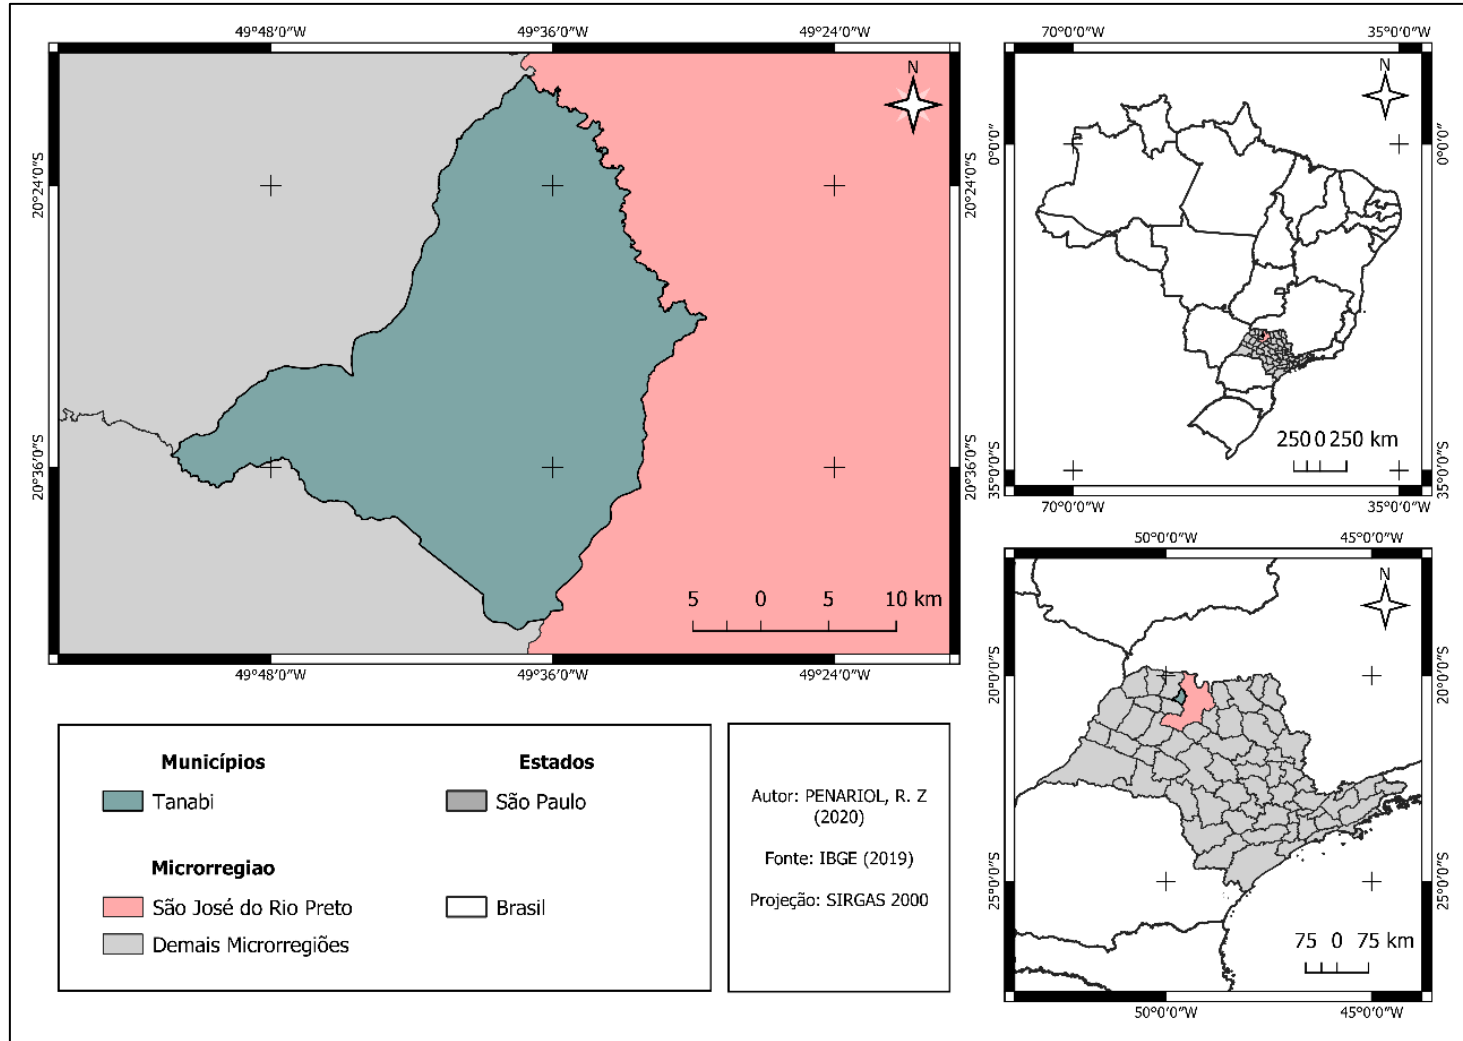 49°48'0"W
49°36'0"W
49°24'0"W
N
20°24'0"S
20°24'0"S
20°36'0"S
20°36'0"S
5 0 5 10 km
49°48'0"W
49°36'0"W
49°24'0"W
70°0'0"W
35°0'0"W
N
0°0'0"
0°0'0"
250 0 250 km
35°0'0"S
35°0'0"S
70°0'0"W
35°0'0"W
50°0'0"W
45°0'0"W
N
20°0'0"S
20°0'0"S
25°0'0"S
25°0'0"S
75 0 75 km
50°0'0"W
45°0'0"W
Municípios
Tanabi
Microrregiao
São José do Rio Preto
Demais Microrregiões
Estados
São Paulo
Brasil
Autor: PENARIOL, R. Z
(2020)
Fonte: IBGE (2019)
Projeção: SIRGAS 2000